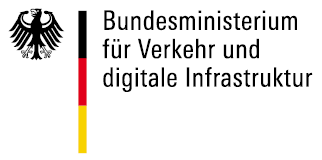 Bundesministerium
für Verkehr und
digitale Infrastruktur